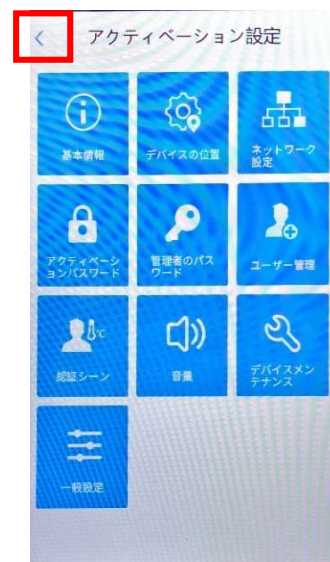 アクティベーション設定
基本情報
デバイスの位置
ネットワーク
設定
アクティベーシ
ョンパスワード
管理者のパス
ワード
ユーザー管理
℃
認証シーン
音量
デバイスメン
テナンス
一般設定